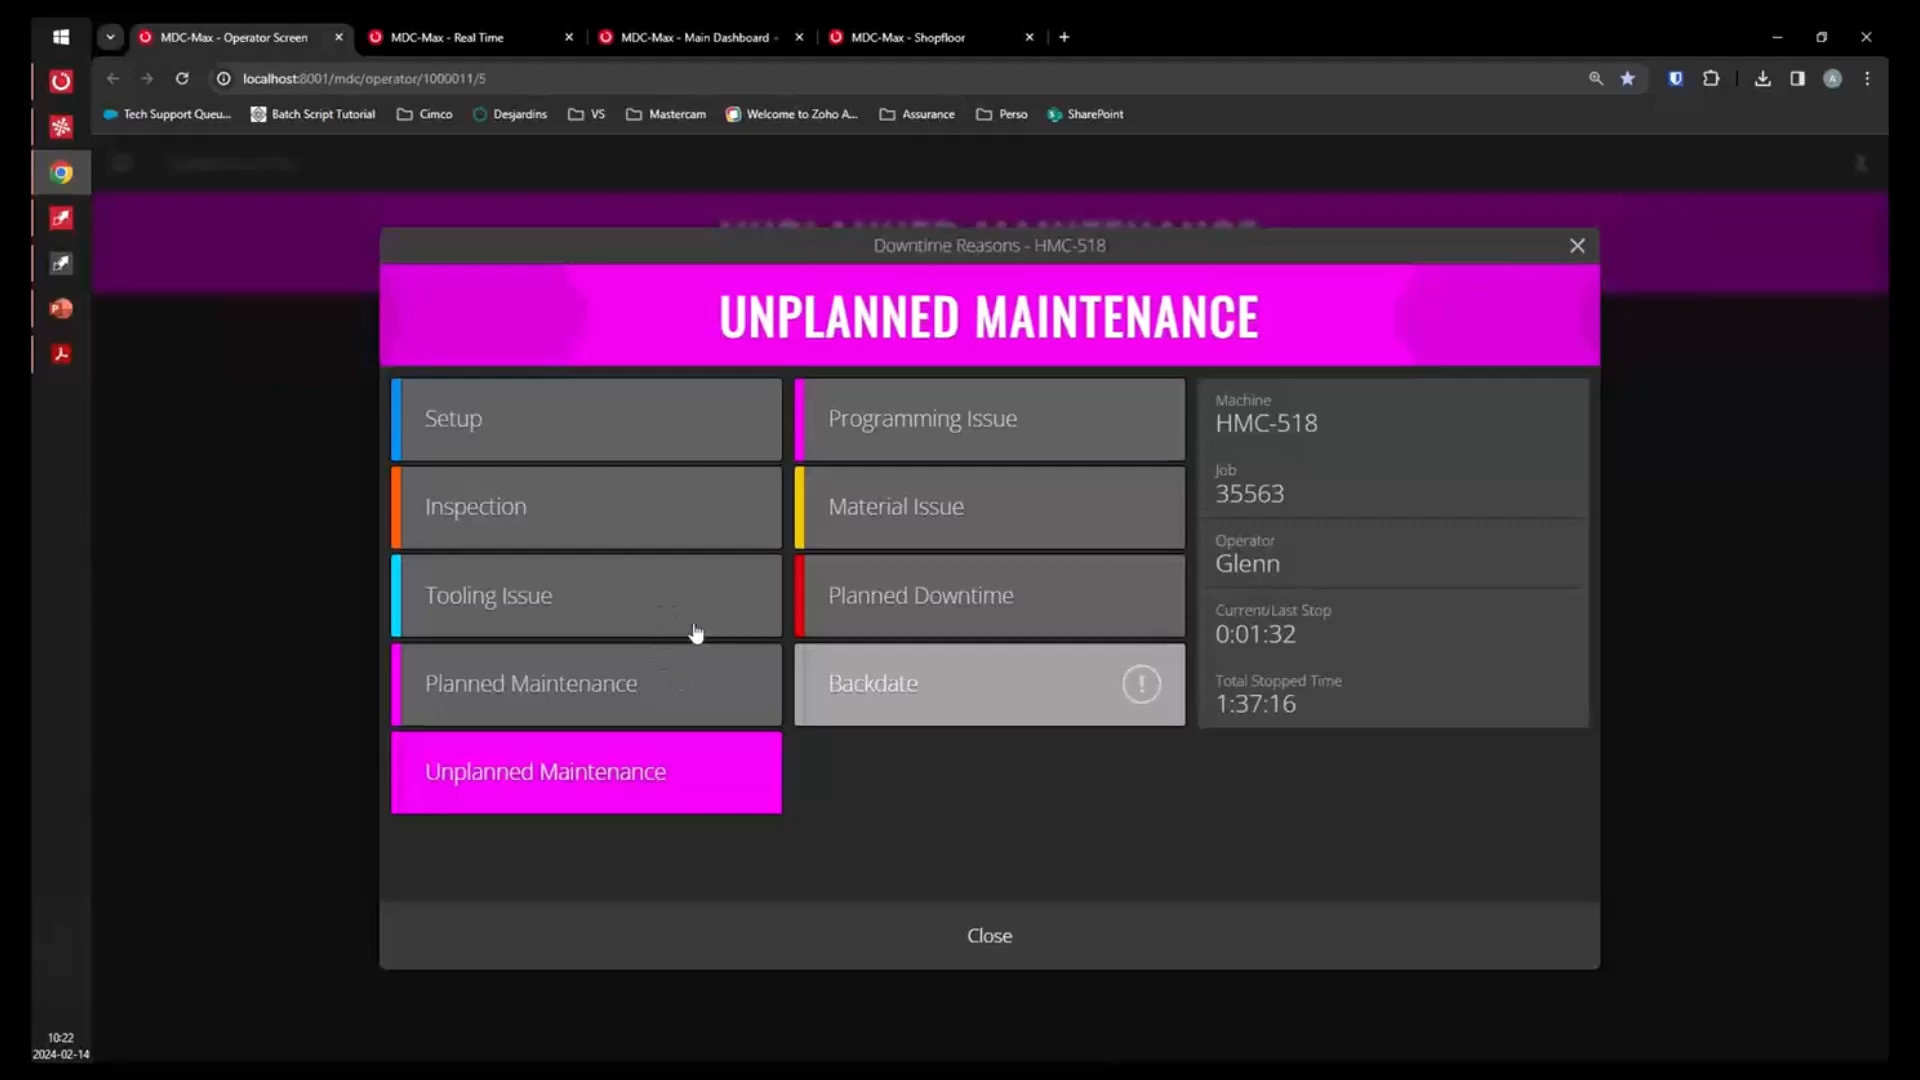 MDC-Max - Operator Screen
MDC-Max - Real Time
MDC-Max - Main Dashboard -
MDC-Max - Shopfloor
localhost:8001/mdc/operator/1000011/5
Tech Support Queu...
Batch Script Tutorial
Cimco
Desjardins
VS
Mastercam
Welcome to Zoho A...
Assurance
Perso
SharePoint
Downtime Reasons - HMC-518
UNPLANNED MAINTENANCE
Setup
Programming Issue
Inspection
Material Issue
Tooling Issue
Planned Downtime
Planned Maintenance
Backdate
Unplanned Maintenance
Machine
HMC-518
Job
35563
Operator
Glenn
Current/Last Stop
0:01:32
Total Stopped Time
1:37:16
Close
10:22
2024-02-14